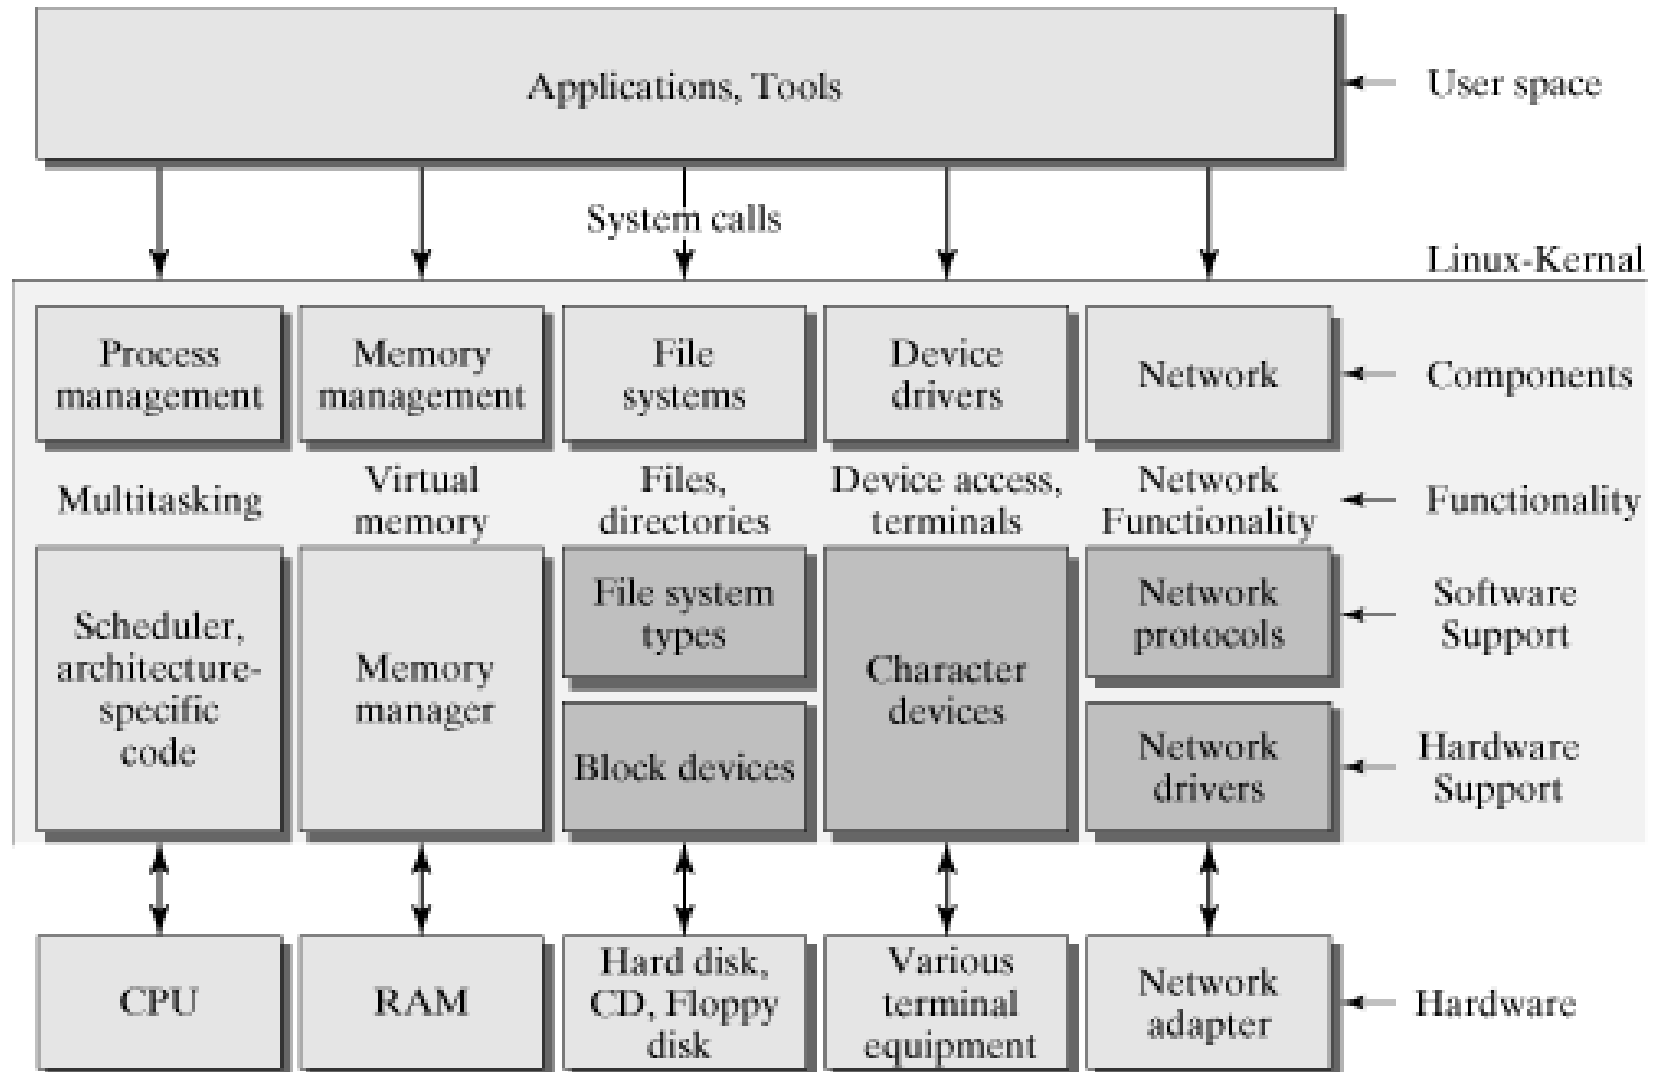 Applications, Tools
User space
System calls
Linux-Kernal
Process
management
Memory
management
File
systems
Device
drivers
Network
Components
Multitasking
Virtual
memory
Files,
directories
Device access,
terminals
Network
Functionality
Functionality
Scheduler,
architecture-
specific
code
Memory
manager
File system
types
Block devices
Character
devices
Network
protocols
Network
drivers
Software
Support
Hardware
Support
CPU
RAM
Hard disk,
CD, Floppy
disk
Various
terminal
equipment
Network
adapter
Hardware